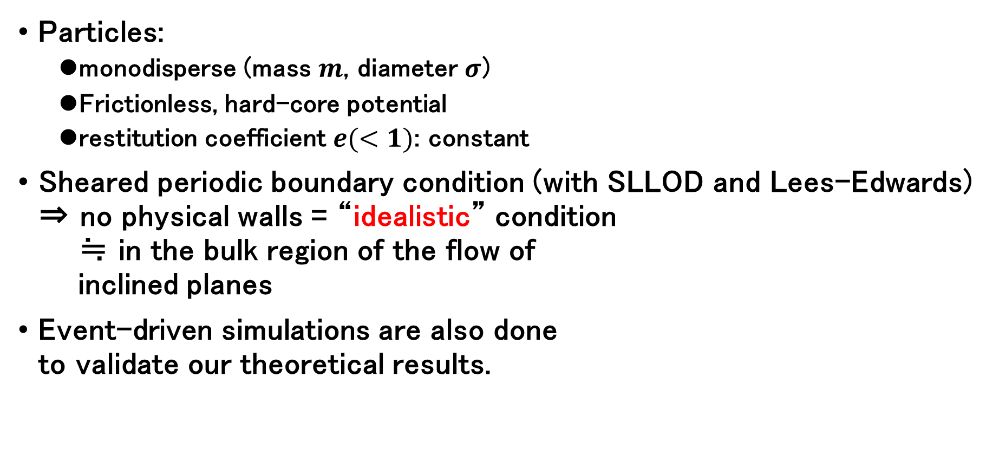 • Particles:
●monodisperse (mass m, diameter σ)
●Frictionless, hard-core potential
●restitution coefficient e(< 1): constant
• Sheared periodic boundary condition (with SLLOD and Lees-Edwards)
⇒ no physical walls = “idealistic” condition
≒ in the bulk region of the flow of
inclined planes
• Event-driven simulations are also done
to validate our theoretical results.